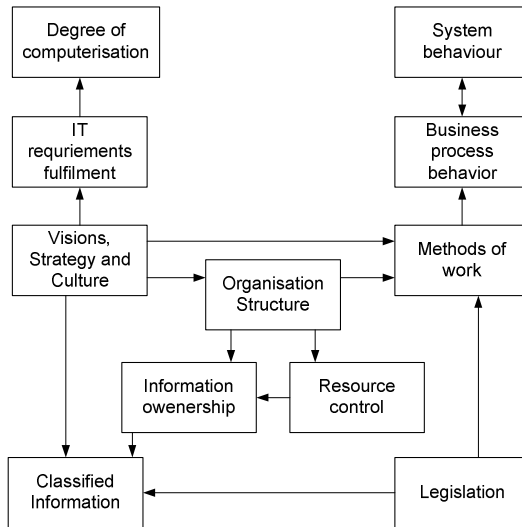 Degree of
computerisation
System
behaviour
IT
requriements
fulfilment
Business
process
behavior
Visions,
Strategy and
Culture
Methods of
work
Organisation
Structure
Information
owenership
Resource
control
Classified
Information
Legislation